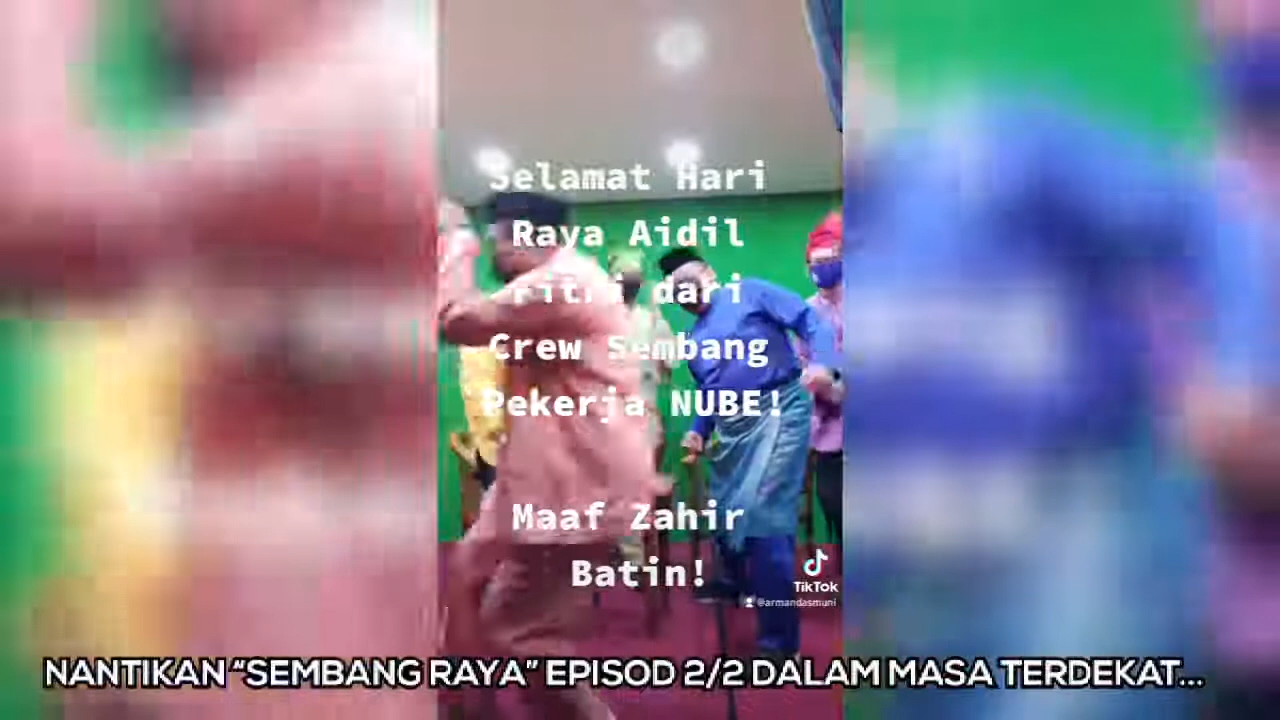 Selamat Hari
Raya Aidil
Fitri dari
Crew Sembang
Pekerja NUBE!
Maaf Zahir
Batin!
TikTok
@armandasmuni
NANTIKAN “SEMBANG RAYA” EPISOD 2/2 DALAM MASA TERDEKAT...